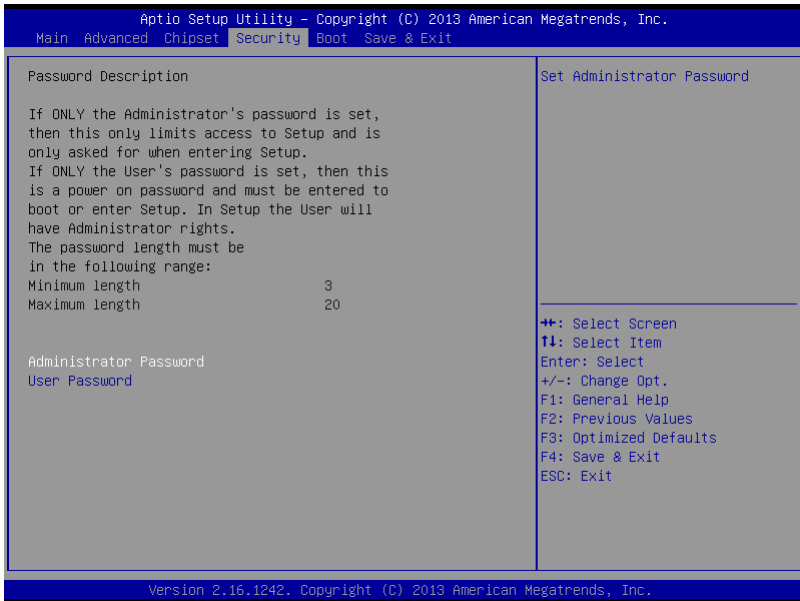 Aptio Setup Utility – Copyright (C) 2013 American Megatrends, Inc.
Main Advanced Chipset Security Boot Save & Exit
Password Description
If ONLY the Administrator's password is set,
then this only limits access to Setup and is
only asked for when entering Setup.
If ONLY the User's password is set, then this
is a power on password and must be entered to
boot or enter Setup. In Setup the User will
have Administrator rights.
The password length must be
in the following range:
Minimum length 3
Maximum length 20
Administrator Password
User Password
Set Administrator Password
→←: Select Screen
↑↓: Select Item
Enter: Select
+/-: Change Opt.
F1: General Help
F2: Previous Values
F3: Optimized Defaults
F4: Save & Exit
ESC: Exit
Version 2.16.1242. Copyright (C) 2013 American Megatrends, Inc.